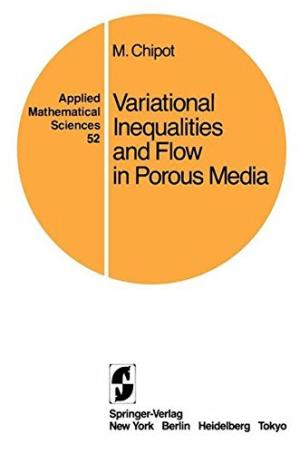 M. Chipot
Applied
Mathematical
Sciences
52
Variational
Inequalities
and Flow
in Porous Media
Springer-Verlag
New York Berlin Heidelberg Tokyo